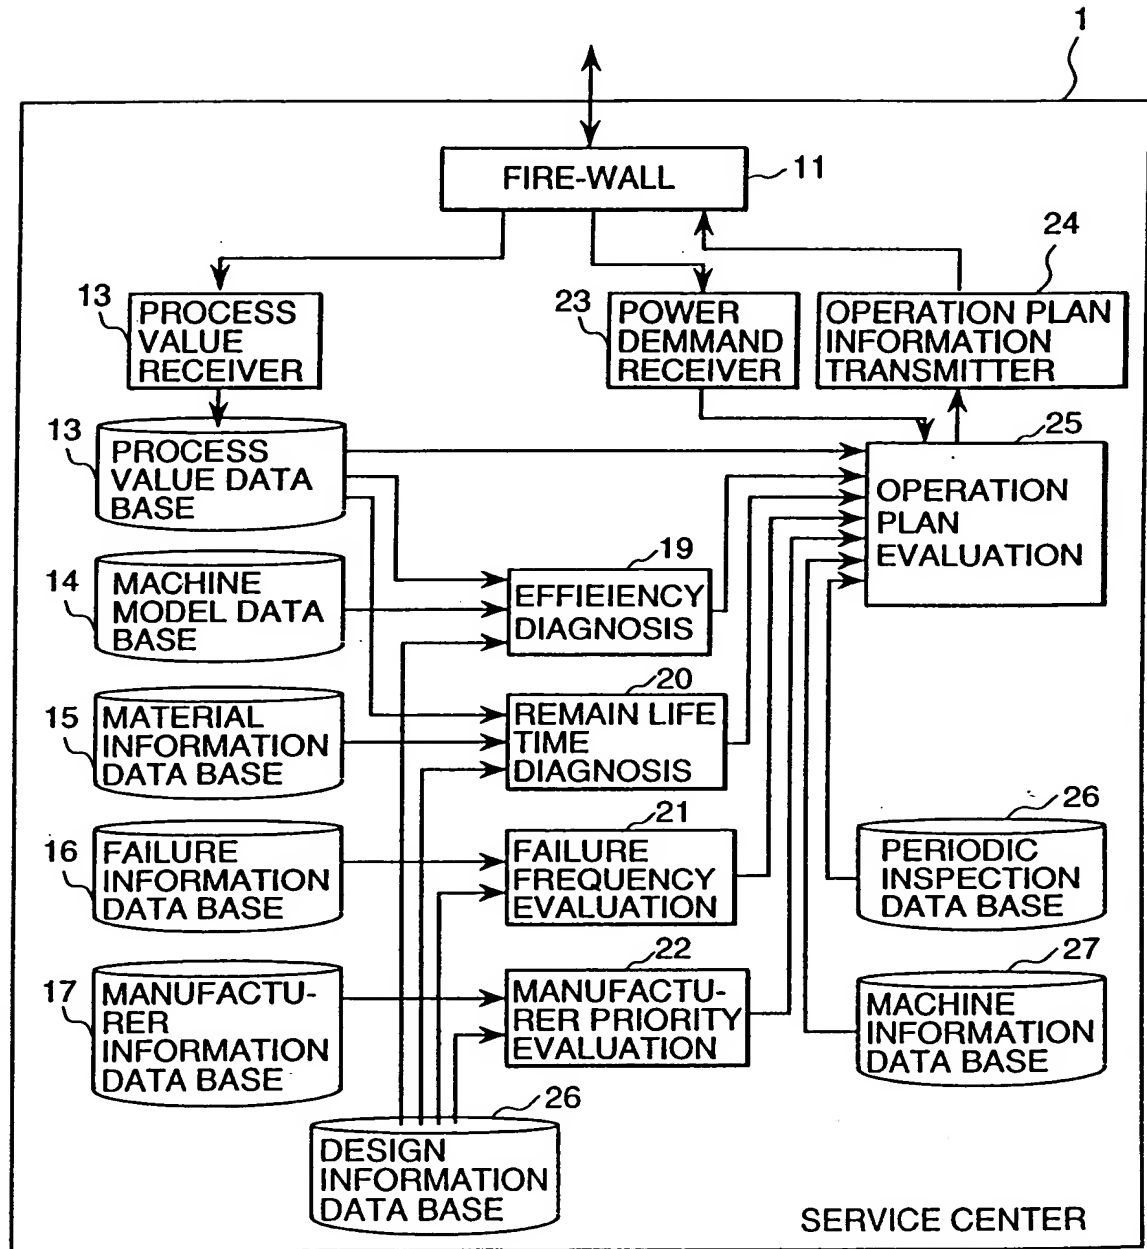 1
FIRE-WALL
11
24
13
PROCESS
VALUE
RECEIVER
23
POWER
DEMMAND
RECEIVER
OPERATION PLAN
INFORMATION
TRANSMITTER
13
PROCESS
VALUE DATA
BASE
25
OPERATION
PLAN
EVALUATION
14
MACHINE
MODEL DATA
BASE
19
EFFIEIENCY
DIAGNOSIS
15
MATERIAL
INFORMATION
DATA BASE
20
REMAIN LIFE
TIME
DIAGNOSIS
16
FAILURE
INFORMATION
DATA BASE
21
FAILURE
FREQUENCY
EVALUATION
26
PERIODIC
INSPECTION
DATA BASE
17
MANUFACTU-
RER
INFORMATION
DATA BASE
22
MANUFACTU-
RER PRIORITY
EVALUATION
27
MACHINE
INFORMATION
DATA BASE
26
DESIGN
INFORMATION
DATA BASE
SERVICE CENTER